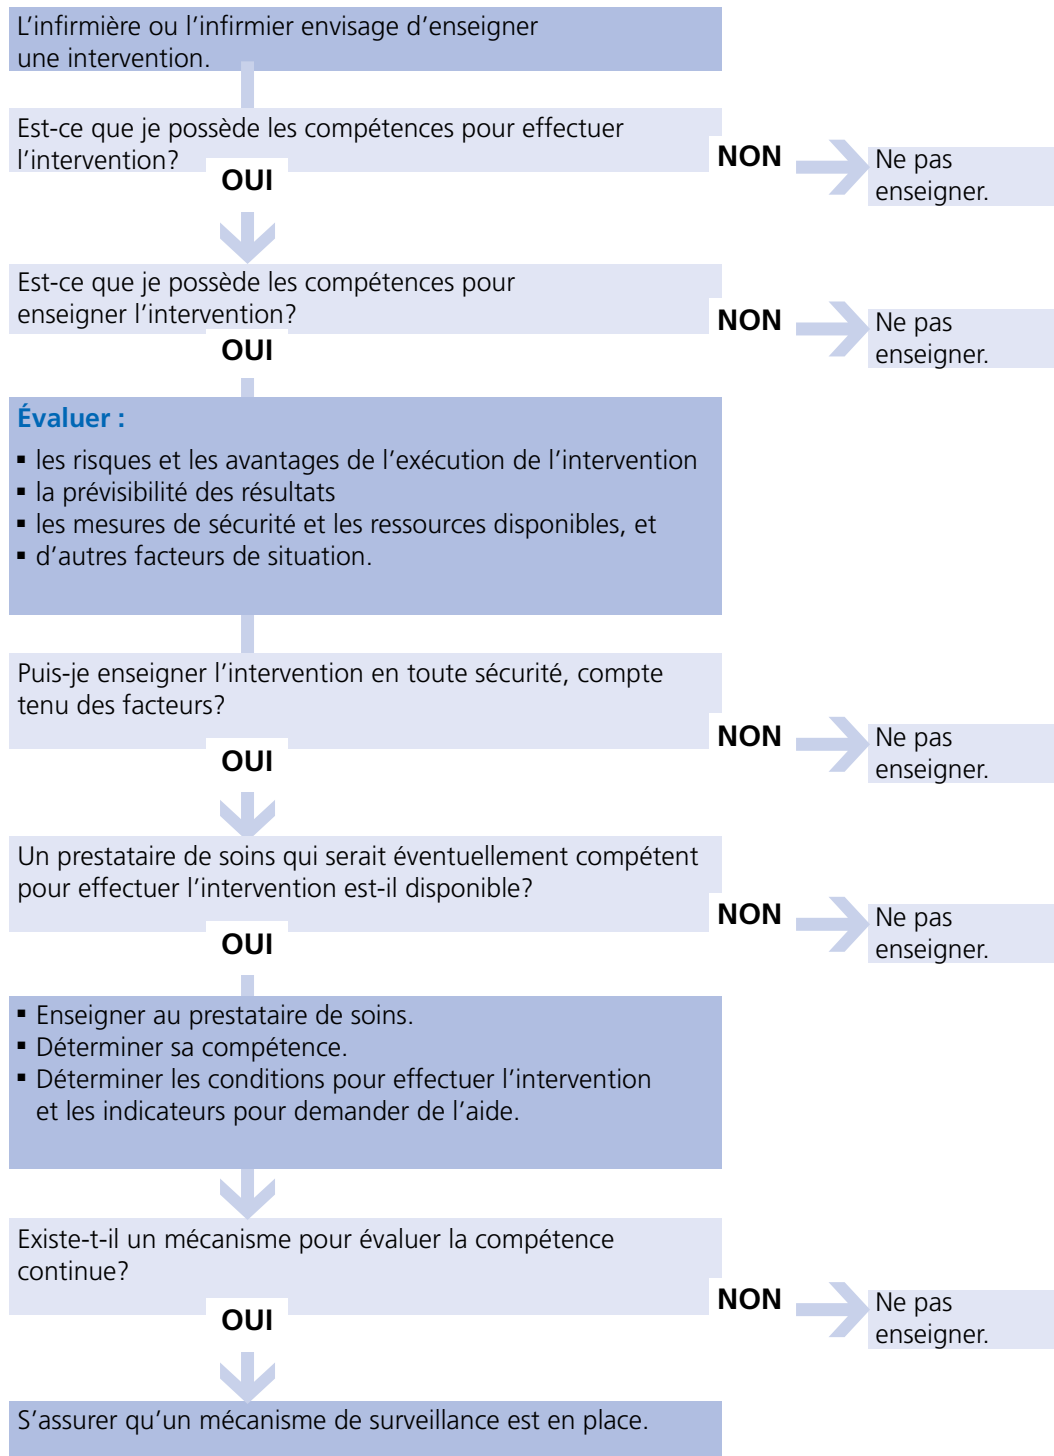 L’infirmière ou l’infirmier envisage d’enseigner
une intervention.
Est-ce que je possède les compétences pour effectuer
l’intervention?
OUI
NON
Ne pas
enseigner.
Est-ce que je possède les compétences pour
enseigner l’intervention?
OUI
NON
Ne pas
enseigner.
Évaluer :
▪ les risques et les avantages de l’exécution de l’intervention
▪ la prévisibilité des résultats
▪ les mesures de sécurité et les ressources disponibles, et
▪ d’autres facteurs de situation.
Puis-je enseigner l’intervention en toute sécurité, compte
tenu des facteurs?
OUI
NON
Ne pas
enseigner.
Un prestataire de soins qui serait éventuellement compétent
pour effectuer l’intervention est-il disponible?
OUI
NON
Ne pas
enseigner.
▪ Enseigner au prestataire de soins.
▪ Déterminer sa compétence.
▪ Déterminer les conditions pour effectuer l’intervention
et les indicateurs pour demander de l’aide.
Existe-t-il un mécanisme pour évaluer la compétence
continue?
OUI
NON
Ne pas
enseigner.
S’assurer qu’un mécanisme de surveillance est en place.